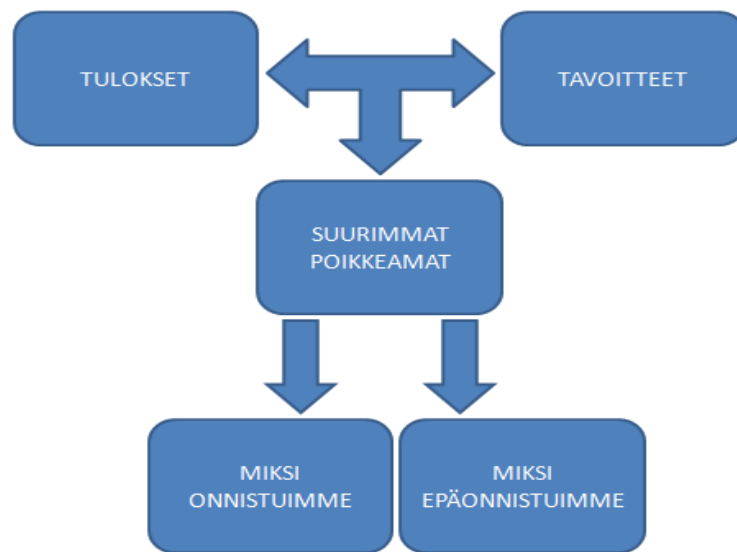 TULOKSET
TAVOITTEET
SUURIMMAT
POIKKEAMAT
MIKSI
ONNISTUIMME
MIKSI
EPÄONNISTUIMME